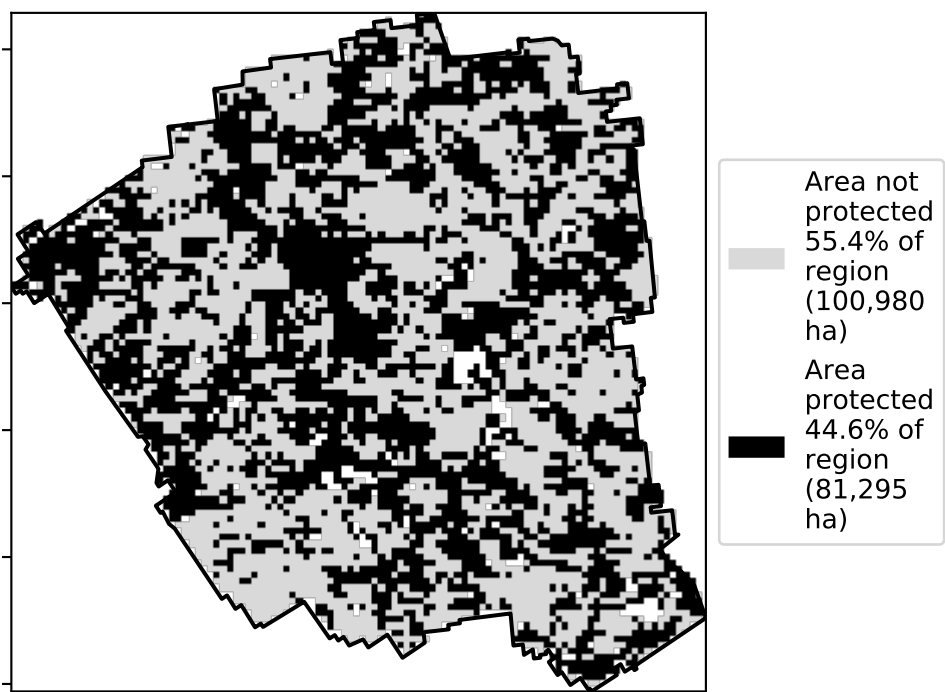 Area not
protected
55.4% of
region
(100,980
ha)
Area
protected
44.6% of
region
(81,295
ha)